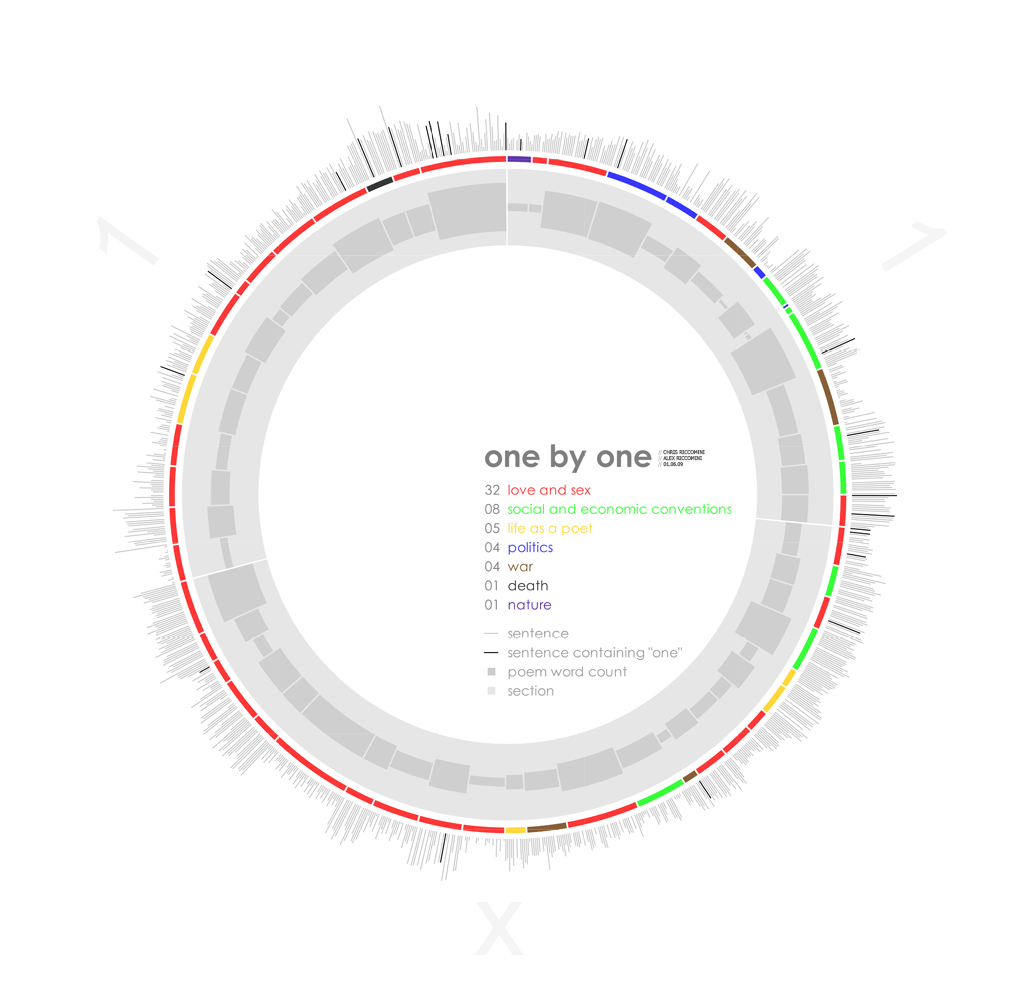 1
1
one by one
// CHRIS RICCOMINI
// ALEX RICCOMINI
// 01.06.09
32 love and sex
08 social and economic conventions
05 life as a poet
04 politics
04 war
01 death
01 nature
sentence
sentence containing "one"
poem word count
section
X